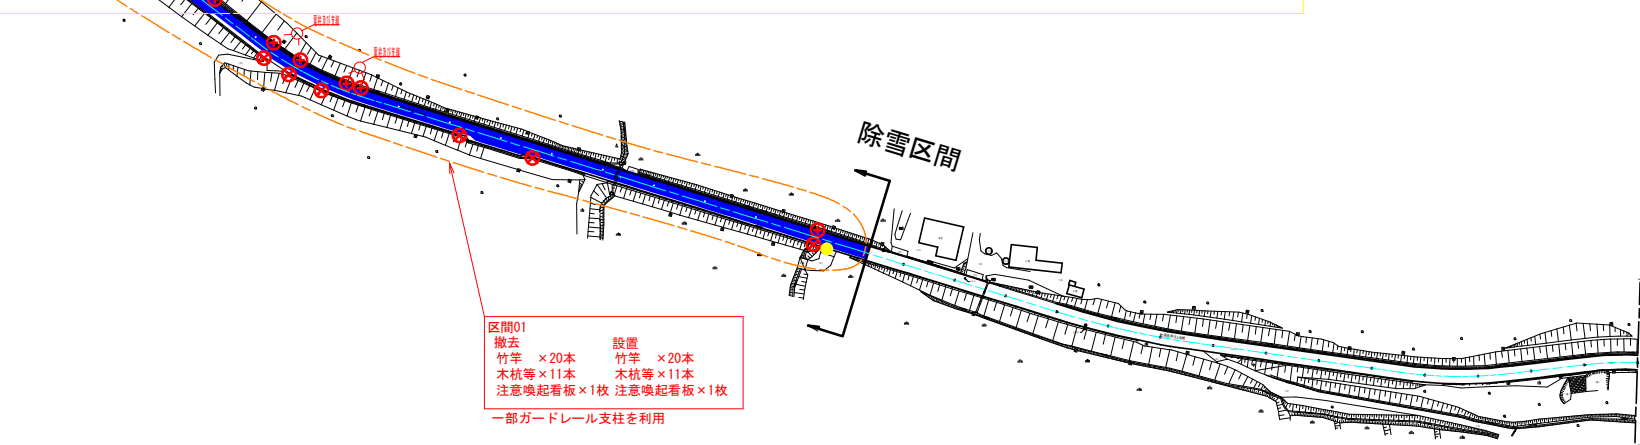 除雪区間
区間01
撤去 設置
竹竿 ×20本 竹竿 ×20本
木杭等×11本 木杭等×11本
注意喚起看板×1枚 注意喚起看板×1枚
一部ガードレール支柱を利用